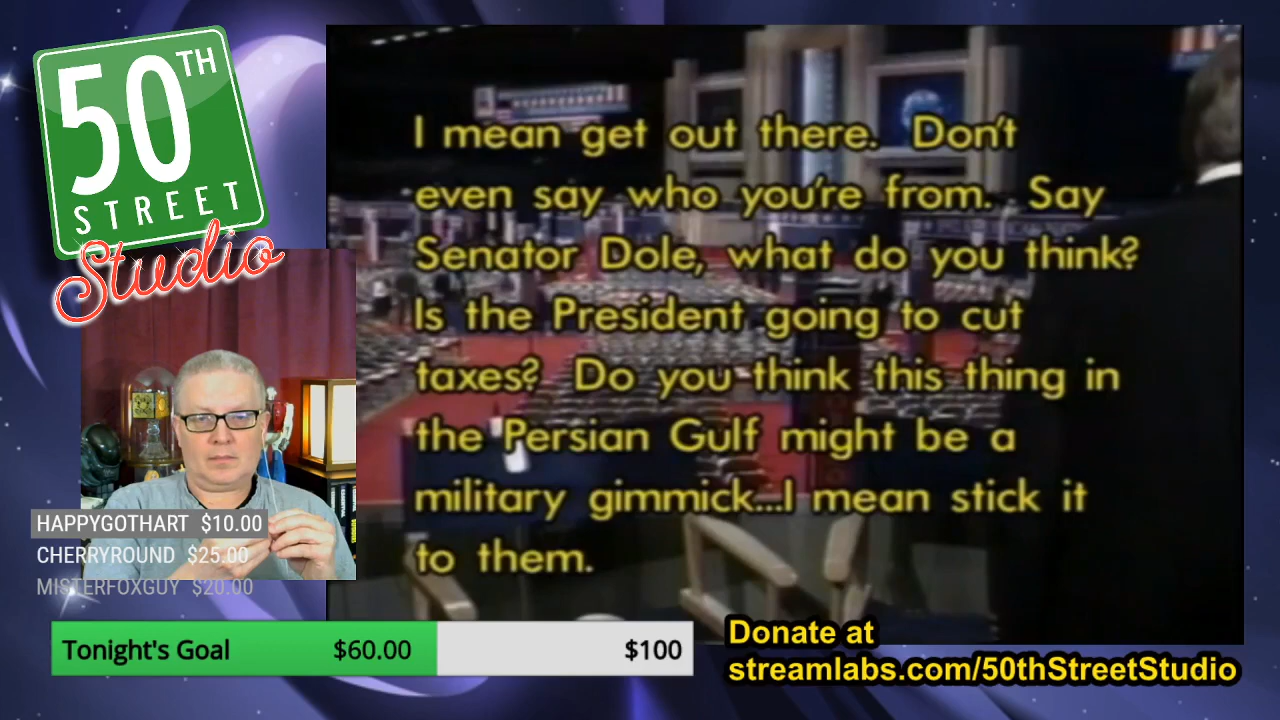 50TH
STREET
Studio
I mean get out there. Don't
even say who you're from. Say
Senator Dole, what do you think?
Is the President going to cut
taxes? Do you think this thing in
the Persian Gulf might be a
military gimmick...I mean stick it
to them.
HAPPYGOTHART $10.00
CHERRYROUND $25.00
MISTERFOXGUY $20.00
Tonight's Goal $60.00 $100
Donate at
streamlabs.com/50thStreetStudio